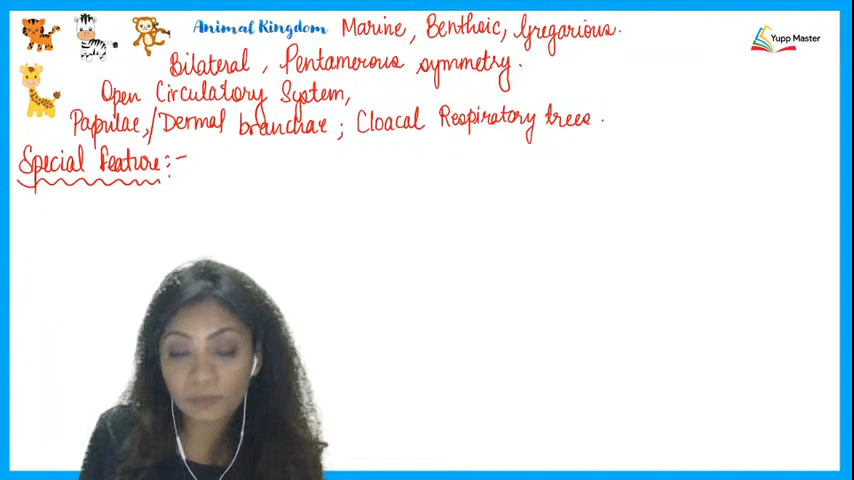 Animal Kingdom Marine, Benthoic, Gregarious.
Yupp Master
Bilateral, Pentamerous symmetry.
Open Circulatory System,
Papulae,/Dermal branchae ; Cloacal Respiratory trees.
Special Feature:-